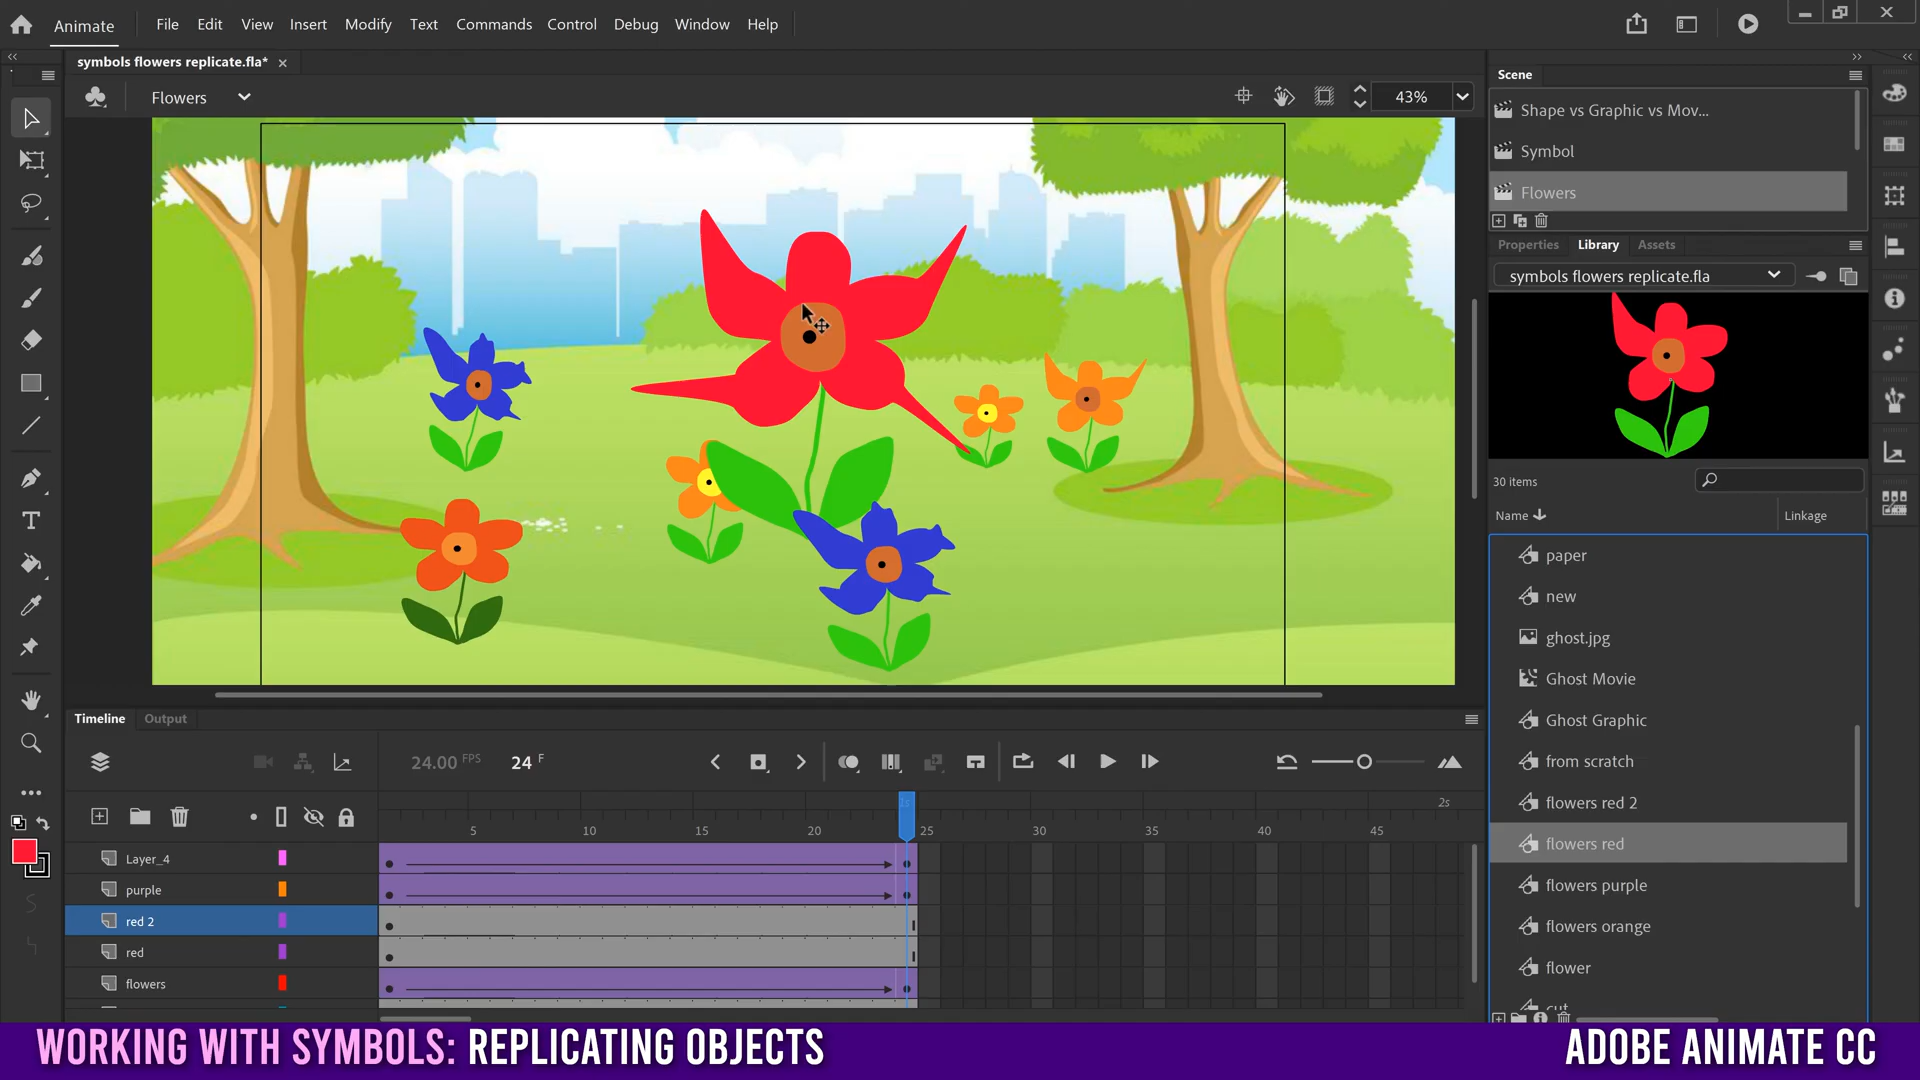 Animate File Edit View Insert Modify Text Commands Control Debug Window Help
symbols flowers replicate.fla*
Flowers 43%
Scene
Shape vs Graphic vs Mov...
Symbol
Flowers
Properties Library Assets
symbols flowers replicate.fla
30 items
Name Linkage
paper
new
ghost.jpg
Ghost Movie
Ghost Graphic
from scratch
flowers red 2
flowers red
flowers purple
flowers orange
flower
cut
Timeline Output
24.00 FPS 24 F
1s 2s
5 10 15 20 25 30 35 40 45
Layer_4
purple
red 2
red
flowers
WORKING WITH SYMBOLS: REPLICATING OBJECTS ADOBE ANIMATE CC